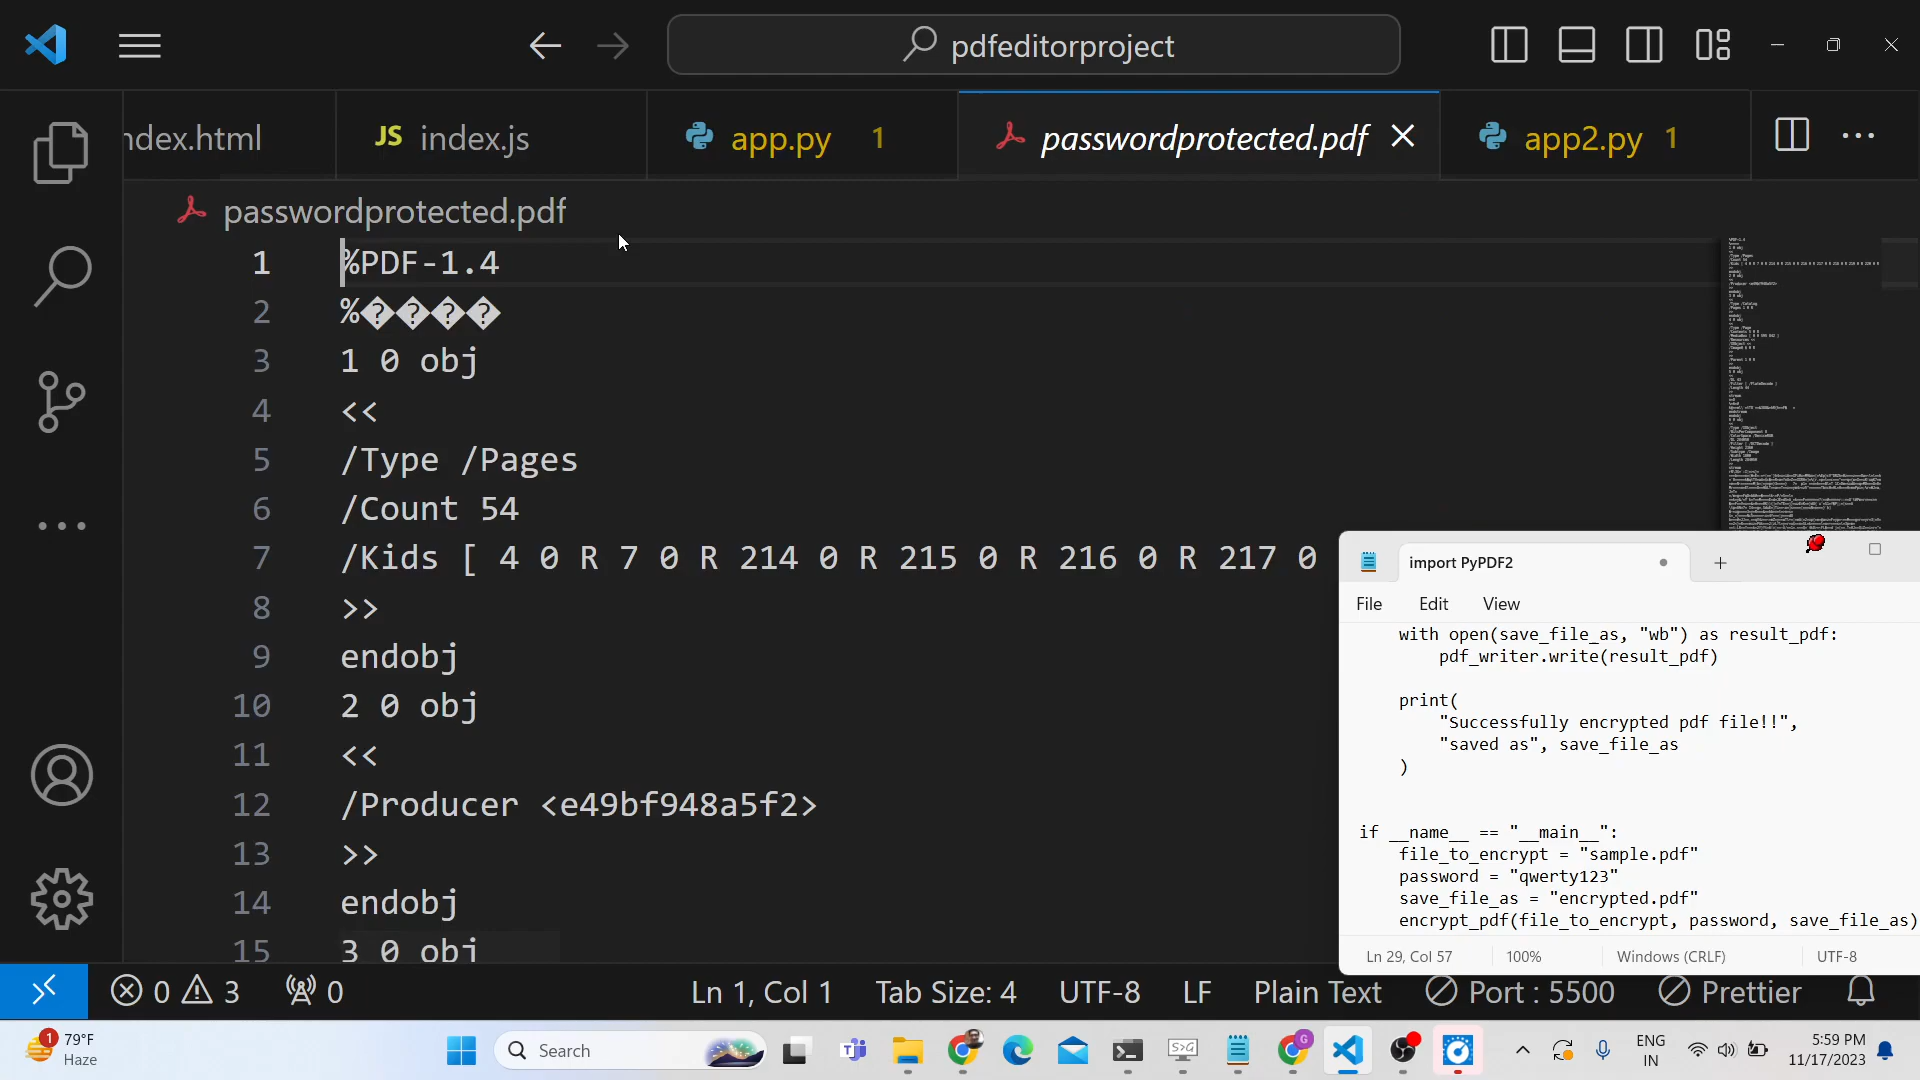 pdfeditorproject
ndex.html
JS index.js
app.py 1
passwordprotected.pdf
app2.py 1
passwordprotected.pdf
1 %PDF-1.4
2 %����
3 1 0 obj
4 <<
5 /Type /Pages
6 /Count 54
7 /Kids [ 4 0 R 7 0 R 214 0 R 215 0 R 216 0 R 217 0
8 >>
9 endobj
10 2 0 obj
11 <<
12 /Producer <e49bf948a5f2>
13 >>
14 endobj
15 3 0 obj
import PyPDF2
File Edit View
with open(save_file_as, "wb") as result_pdf:
pdf_writer.write(result_pdf)
print(
"Successfully encrypted pdf file!!",
"saved as", save_file_as
)
if __name__ == "__main__":
file_to_encrypt = "sample.pdf"
password = "qwerty123"
save_file_as = "encrypted.pdf"
encrypt_pdf(file_to_encrypt, password, save_file_as)
Ln 29, Col 57 100% Windows (CRLF) UTF-8
0 3 0 Ln 1, Col 1 Tab Size: 4 UTF-8 LF Plain Text Port : 5500 Prettier
1 79°F
Haze
Search
G
ENG
IN
5:59 PM
11/17/2023